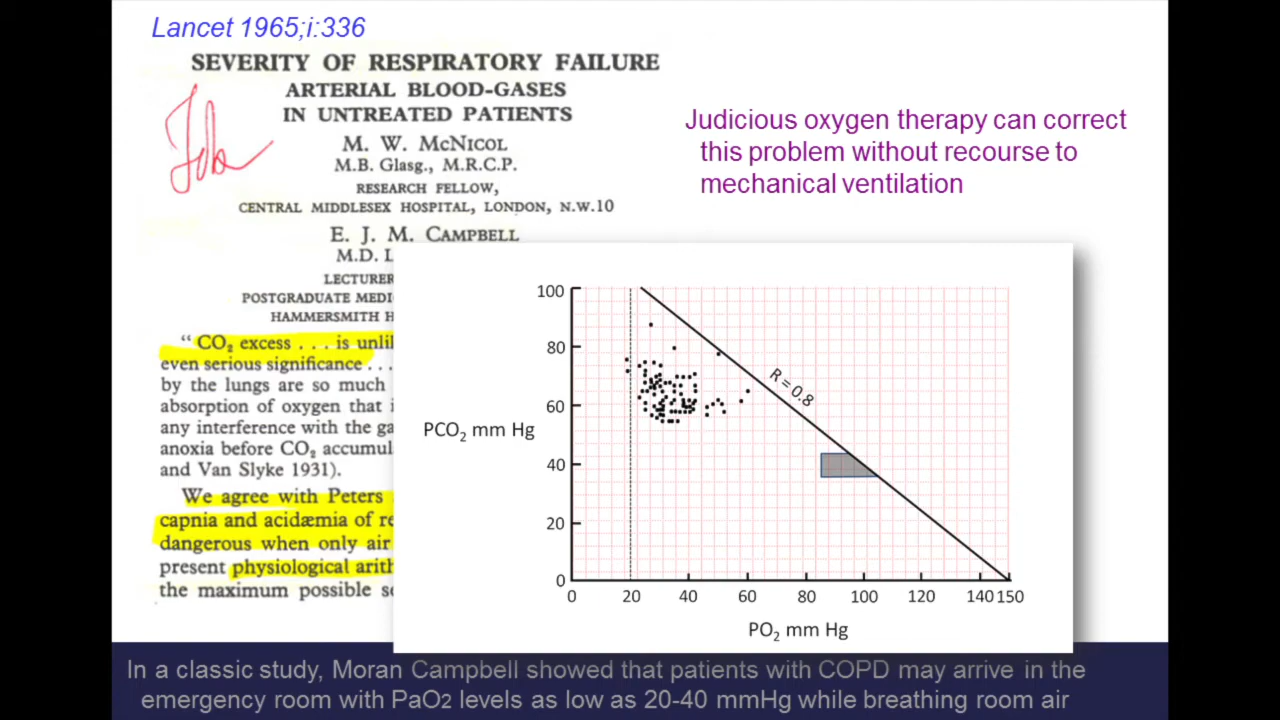 Lancet 1965;i:336
SEVERITY OF RESPIRATORY FAILURE
ARTERIAL BLOOD-GASES
IN UNTREATED PATIENTS
M. W. McNicol
M.B. Glasg., M.R.C.P.
RESEARCH FELLOW,
CENTRAL MIDDLESEX HOSPITAL, LONDON, N.W.10
E. J. M. Campbell
M.D. L
LECTURER
POSTGRADUATE MEDI
HAMMERSMITH H
“ CO₂ excess . . . is unlik
even serious significance . . .
by the lungs are so much
absorption of oxygen that i
any interference with the ga
anoxia before CO₂ accumul
and Van Slyke 1931).
We agree with Peters
capnia and acidæmia of re
dangerous when only air
present physiological arith
the maximum possible se
Judicious oxygen therapy can correct
this problem without recourse to
mechanical ventilation
100
80
60
40
20
0
PCO₂ mm Hg
R = 0.8
0 20 40 60 80 100 120 140 150
PO₂ mm Hg
In a classic study, Moran Campbell showed that patients with COPD may arrive in the
emergency room with PaO₂ levels as low as 20-40 mmHg while breathing room air